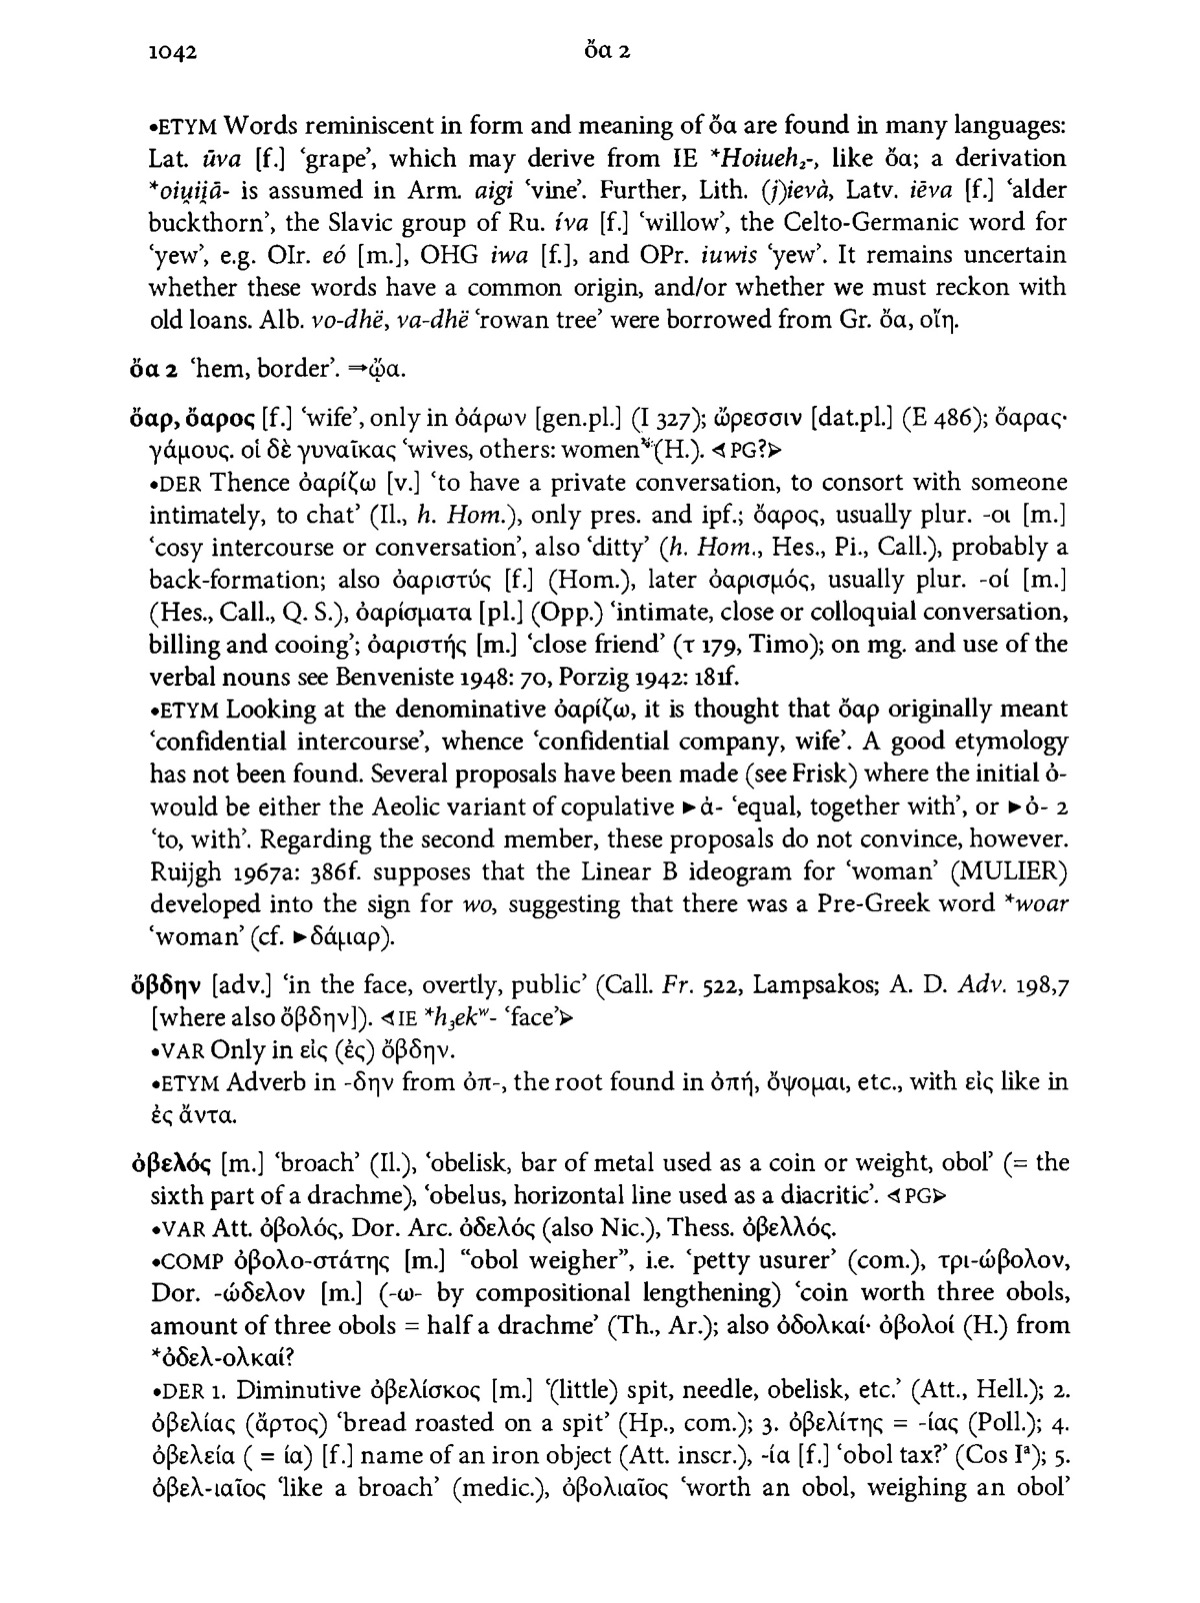 1042 ὄα 2
•ETYM Words reminiscent in form and meaning of ὄα are found in many languages:
Lat. ūva [f.] ‘grape’, which may derive from IE *Hoiueh₂-, like ὄα; a derivation
*oiu̯ii̯ā- is assumed in Arm. aigi ‘vine’. Further, Lith. (j)ievà, Latv. iẽva [f.] ‘alder
buckthorn’, the Slavic group of Ru. íva [f.] ‘willow’, the Celto-Germanic word for
‘yew’, e.g. OIr. eó [m.], OHG iwa [f.], and OPr. iuwis ‘yew’. It remains uncertain
whether these words have a common origin, and/or whether we must reckon with
old loans. Alb. vo-dhë, va-dhë ‘rowan tree’ were borrowed from Gr. ὄα, οἴη.
ὄα 2 ‘hem, border’. ⇒ᾤα.
ὄαρ, ὄαρος [f.] ‘wife’, only in ὀάρων [gen.pl.] (Ι 327); ὤρεσσιν [dat.pl.] (Ε 486); ὄαρας·
γάμους. οἱ δὲ γυναῖκας ‘wives, others: women’ (H.). ⊲PG?⊳
•DER Thence ὀαρίζω [v.] ‘to have a private conversation, to consort with someone
intimately, to chat’ (Il., h. Hom.), only pres. and ipf.; ὄαρος, usually plur. -οι [m.]
‘cosy intercourse or conversation’, also ‘ditty’ (h. Hom., Hes., Pi., Call.), probably a
back-formation; also ὀαριστύς [f.] (Hom.), later ὀαρισμός, usually plur. -οί [m.]
(Hes., Call., Q. S.), ὀαρίσματα [pl.] (Opp.) ‘intimate, close or colloquial conversation,
billing and cooing’; ὀαριστής [m.] ‘close friend’ (τ 179, Timo); on mg. and use of the
verbal nouns see Benveniste 1948: 70, Porzig 1942: 181f.
•ETYM Looking at the denominative ὀαρίζω, it is thought that ὄαρ originally meant
‘confidential intercourse’, whence ‘confidential company, wife’. A good etymology
has not been found. Several proposals have been made (see Frisk) where the initial ὀ-
would be either the Aeolic variant of copulative ►ἀ- ‘equal, together with’, or ►ὀ- 2
‘to, with’. Regarding the second member, these proposals do not convince, however.
Ruijgh 1967a: 386f. supposes that the Linear B ideogram for ‘woman’ (MULIER)
developed into the sign for wo, suggesting that there was a Pre-Greek word *woar
‘woman’ (cf. ►δάμαρ).
ὄβδην [adv.] ‘in the face, overtly, public’ (Call. Fr. 522, Lampsakos; A. D. Adv. 198,7
[where also ὄβδην]). ⊲IE *h₃ekʷ- ‘face’⊳
•VAR Only in εἰς (ἐς) ὄβδην.
•ETYM Adverb in -δην from ὀπ-, the root found in ὀπή, ὄψομαι, etc., with εἰς like in
ἐς ἄντα.
ὀβελός [m.] ‘broach’ (Il.), ‘obelisk, bar of metal used as a coin or weight, obol’ (= the
sixth part of a drachme), ‘obelus, horizontal line used as a diacritic’. ⊲PG⊳
•VAR Att. ὀβολός, Dor. Arc. ὀδελός (also Nic.), Thess. ὀβελλός.
•COMP ὀβολο-στάτης [m.] “obol weigher”, i.e. ‘petty usurer’ (com.), τρι-ώβολον,
Dor. -ώδελον [m.] (-ω- by compositional lengthening) ‘coin worth three obols,
amount of three obols = half a drachme’ (Th., Ar.); also ὀδολκαί· ὀβολοί (H.) from
*ὀδελ-ολκαί?
•DER 1. Diminutive ὀβελίσκος [m.] ‘(little) spit, needle, obelisk, etc.’ (Att., Hell.); 2.
ὀβελίας (ἄρτος) ‘bread roasted on a spit’ (Hp., com.); 3. ὀβελίτης = -ίας (Poll.); 4.
ὀβελεία ( = ία) [f.] name of an iron object (Att. inscr.), -ία [f.] ‘obol tax?’ (Cos Iᵃ); 5.
ὀβελ-ιαῖος ‘like a broach’ (medic.), ὀβολιαῖος ‘worth an obol, weighing an obol’